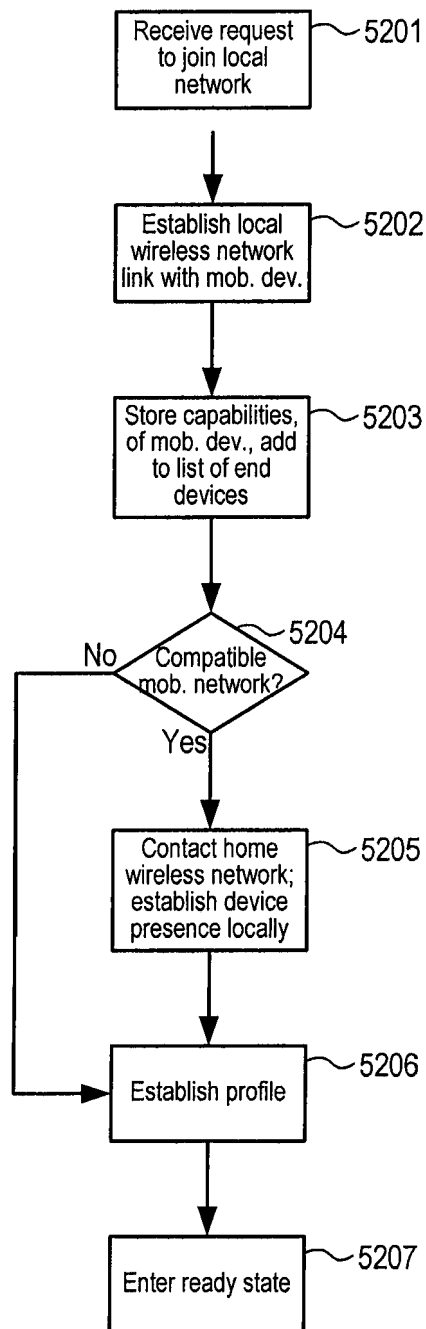 Receive request
to join local
network
5201
Establish local
wireless network
link with mob. dev.
5202
Store capabilities,
of mob. dev., add
to list of end
devices
5203
5204
No
Compatible
mob. network?
Yes
Contact home
wireless network;
establish device
presence locally
5205
Establish profile
5206
Enter ready state
5207